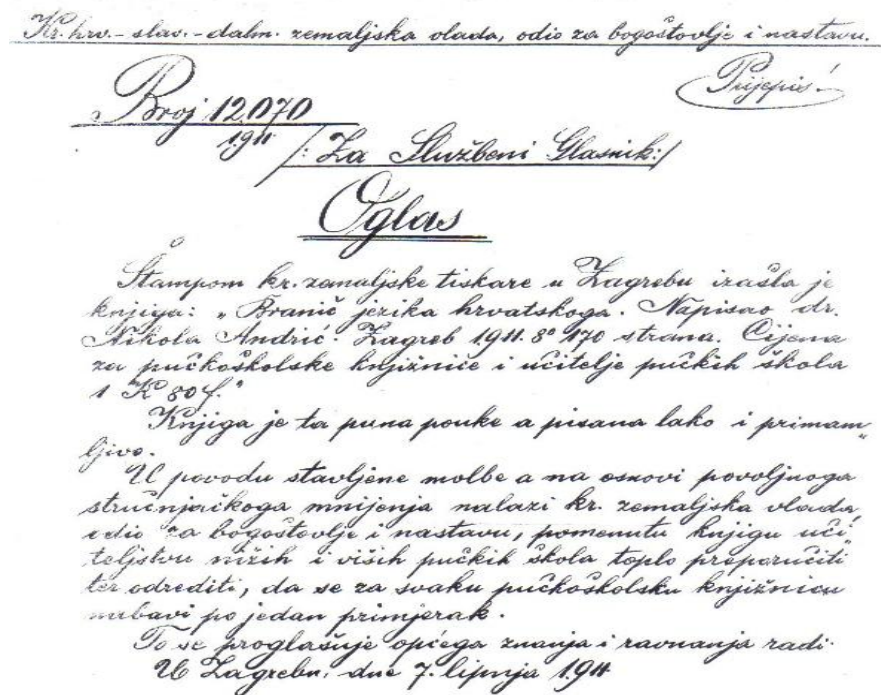 Kr. hrv.-slav.-dalm. zemaljska vlada, odio za bogoštovlje i nastavu.
Prijepis!
Broj 12070
1911
/: Za Službeni Glasnik:/
Oglas
Štampom kr. zemaljske tiskare u Zagrebu izašla je
knjiga: „Branič jezika hrvatskoga. Napisao dr.
Nikola Andrić. Zagreb 1911. 8° 170 strana. Cijena
za pučkoškolske knjižnice i učitelje pučkih škola
1 K 80 f."
Knjiga je ta puna pouke a pisana lako i primam„
ljivo.
U povodu stavljene molbe a na osnovi povoljnoga
stručnjačkoga mnijenja nalazi kr. zemaljska vlada,
odio za bogoštovlje i nastavu, pomenutu knjigu uči„
teljstvu nižih i viših pučkih škola toplo preporučiti
ter odrediti, da se za svaku pučkoškolsku knjižnicu
nabavi po jedan primjerak.
To se proglašuje općega znanja i ravnanja radi.
U Zagrebu, dne 7. lipnja 1911